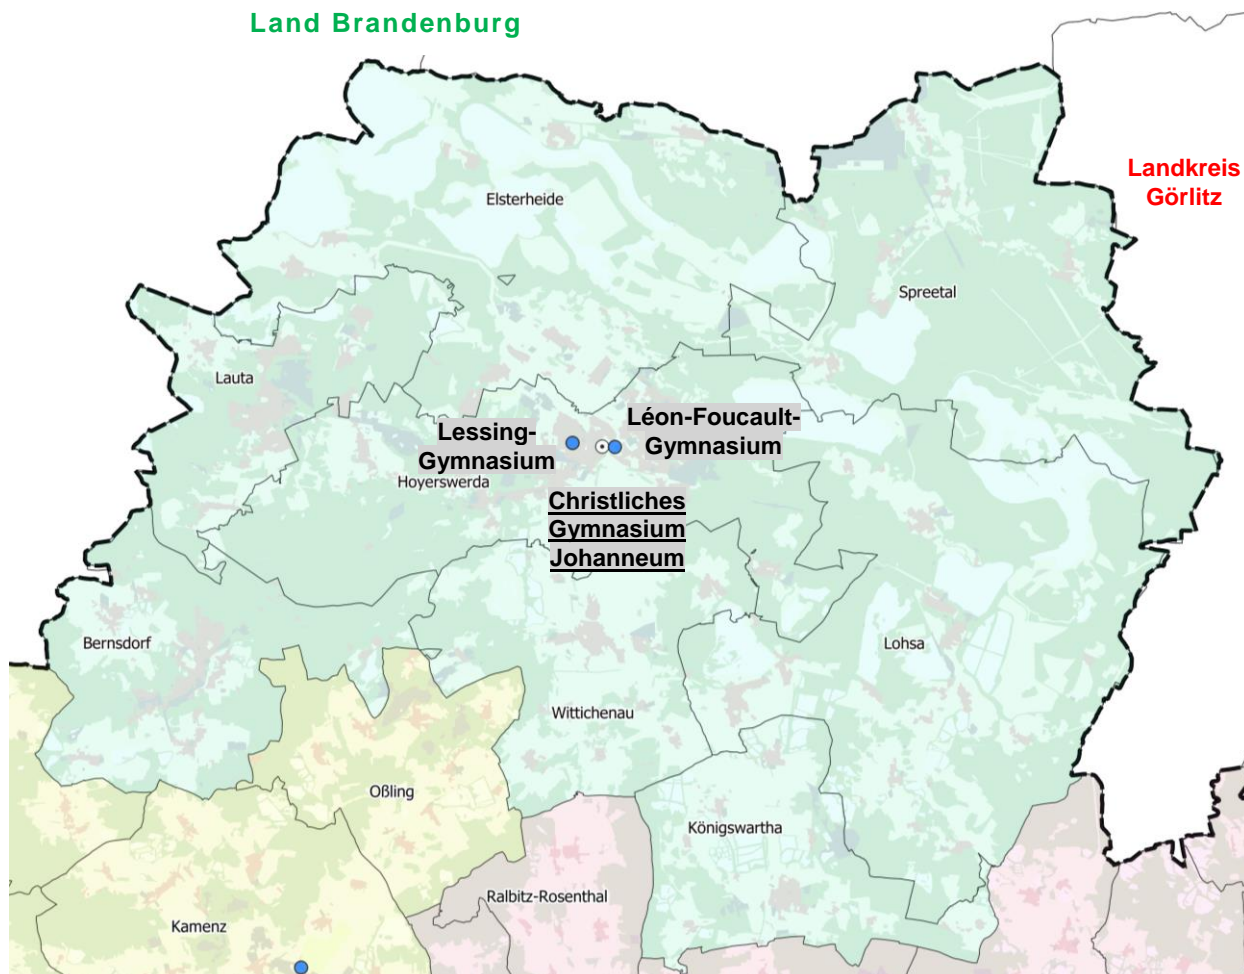 Land Brandenburg
Landkreis
Görlitz
Elsterheide
Spreetal
Lauta
Léon-Foucault-
Gymnasium
Lessing-
Gymnasium
Hoyerswerda
Christliches
Gymnasium
Johanneum
Bernsdorf
Lohsa
Wittichenau
Oßling
Königswartha
Ralbitz-Rosenthal
Kamenz